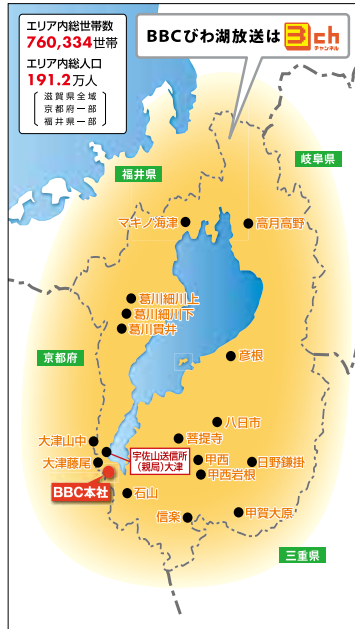 エリア内総世帯数
760,334世帯
エリア内総人口
191.2万人
滋賀県全域
京都府一部
福井県一部
BBCびわ湖放送は 3ch
チャンネル
岐阜県
福井県
マキノ海津
高月高野
葛川細川上
葛川細川下
葛川貫井
京都府
彦根
八日市
大津山中
菩提寺
宇佐山送信所
(親局)大津
大津藤尾
甲西
日野鎌掛
甲西岩根
BBC本社
石山
信楽
甲賀大原
三重県